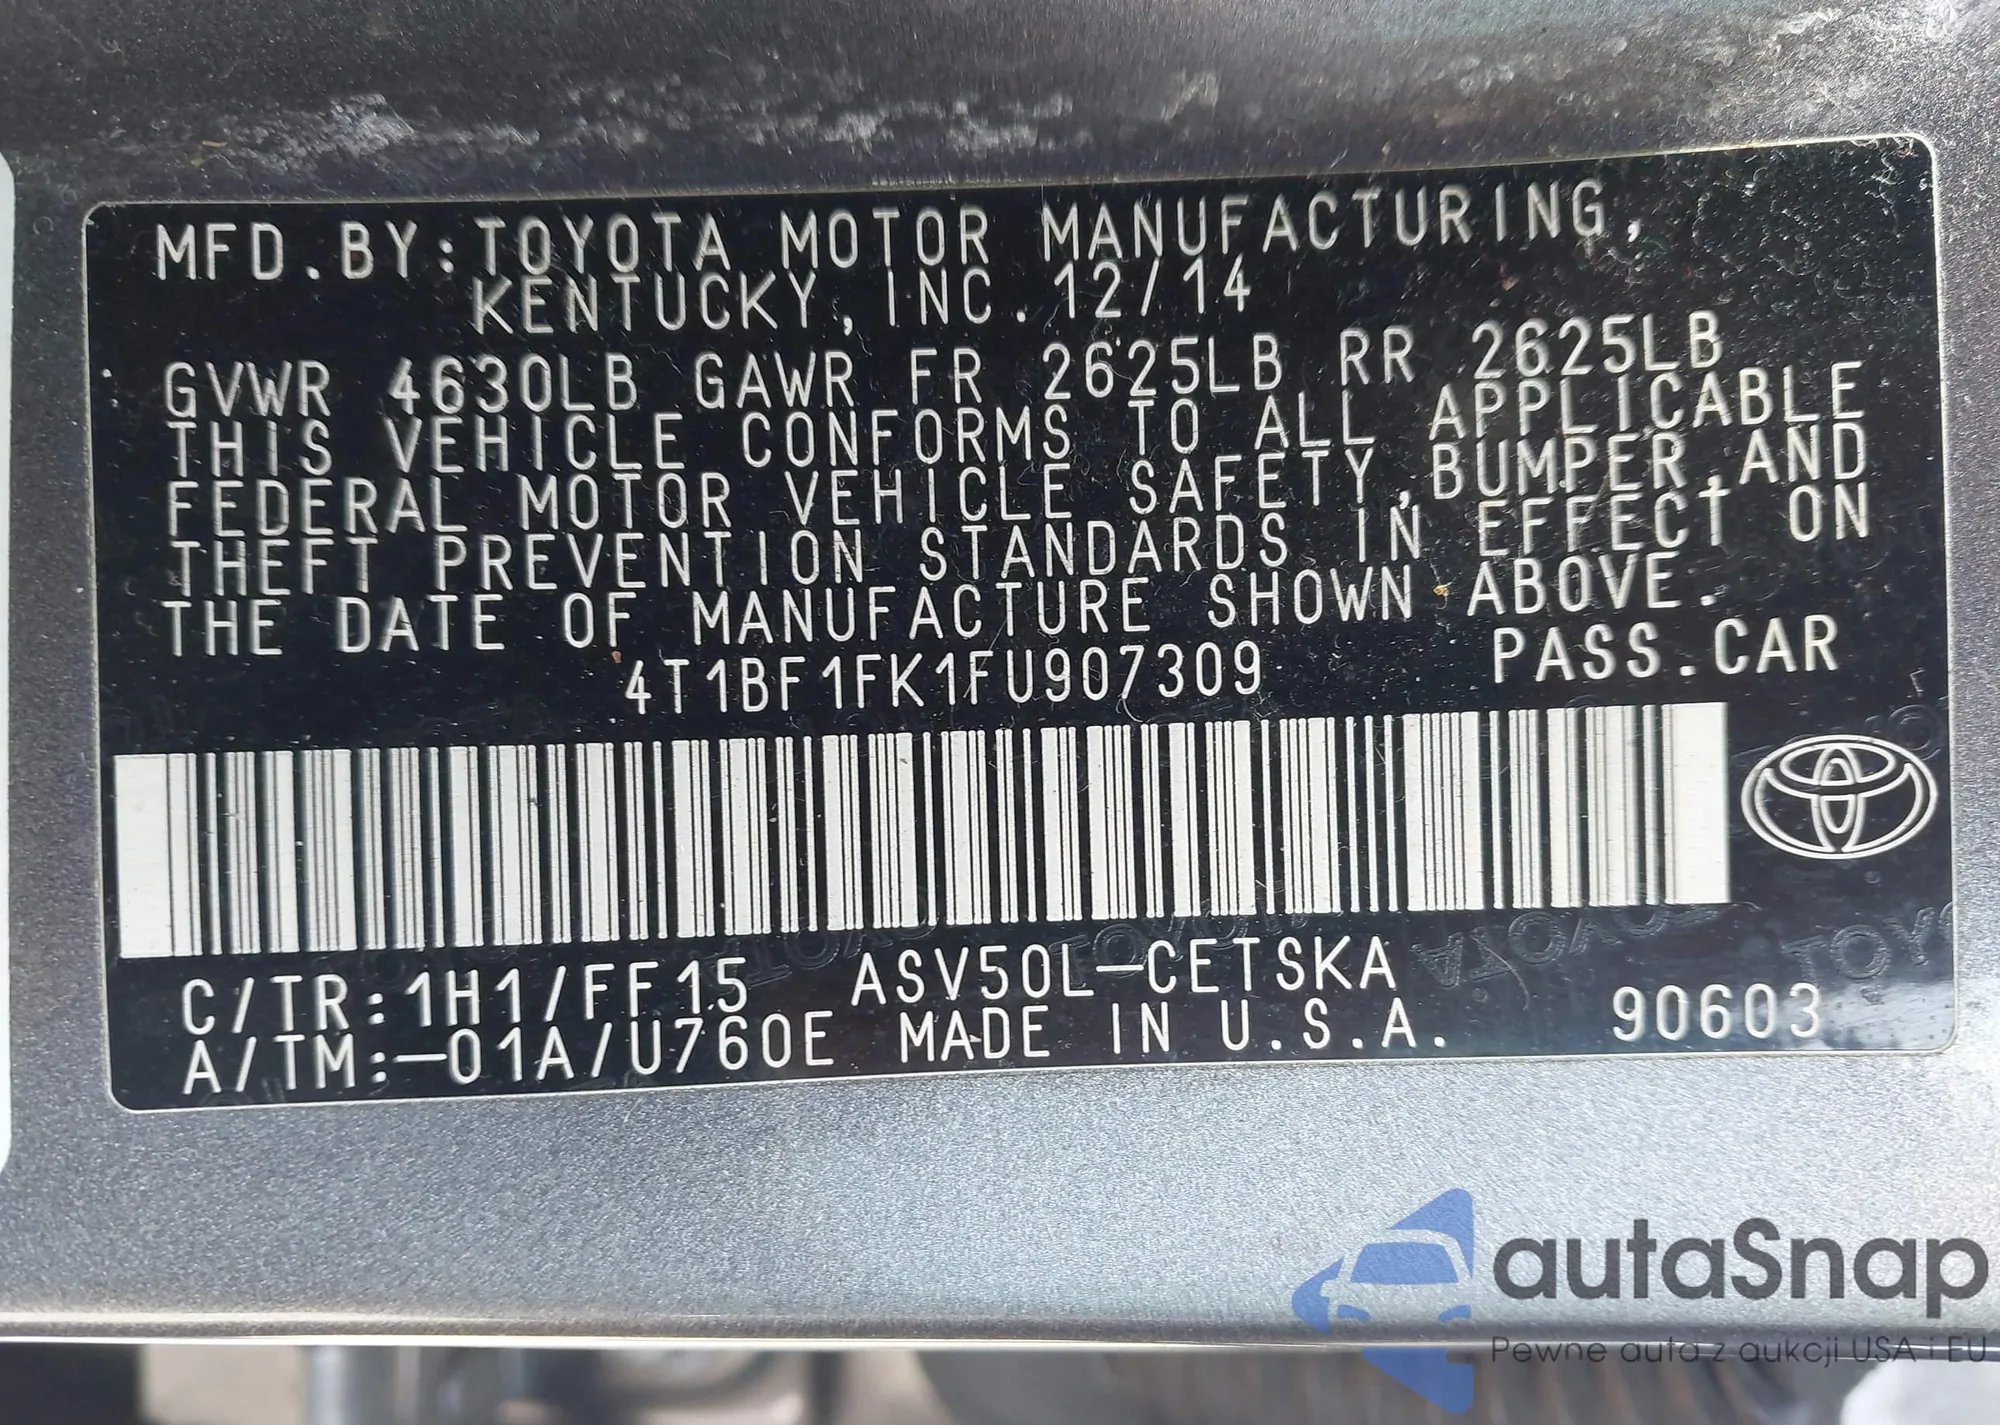 MFD.BY:TOYOTA MOTOR MANUFACTURING,
KENTUCKY, INC. 12/14
GVWR 4630LB GAWR FR 2625LB RR 2625LB
THIS VEHICLE CONFORMS TO ALL APPLICABLE
FEDERAL MOTOR VEHICLE SAFETY,BUMPER,AND
THEFT PREVENTION STANDARDS IN EFFECT ON
THE DATE OF MANUFACTURE SHOWN ABOVE.
4T1BF1FK1FU907309 PASS.CAR
C/TR:1H1/FF15 ASV50L-CETSKA
A/TM:-01A/U760E MADE IN U.S.A. 90603
autaSnap
Pewne auta z aukcji USA i EU